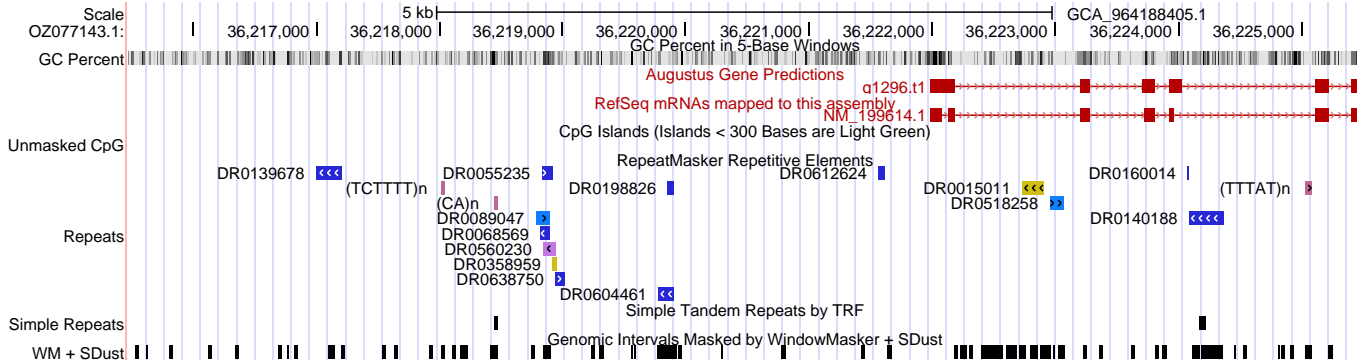 Scale 5 kb GCA_964188405.1
OZ077143.1: 36,217,000 36,218,000 36,219,000 36,220,000 36,221,000 36,222,000 36,223,000 36,224,000 36,225,000
GC Percent in 5-Base Windows
GC Percent
Augustus Gene Predictions
g1296.t1
RefSeq mRNAs mapped to this assembly
NM_199614.1
CpG Islands (Islands < 300 Bases are Light Green)
Unmasked CpG
RepeatMasker Repetitive Elements
DR0139678 DR0055235 DR0612624 DR0160014
(TCTTTT)n DR0198826 DR0015011 (TTTAT)n
(CA)n DR0518258
DR0089047 DR0140188
Repeats DR0068569
DR0560230
DR0358959
DR0638750
DR0604461
Simple Tandem Repeats by TRF
Simple Repeats
Genomic Intervals Masked by WindowMasker + SDust
WM + SDust